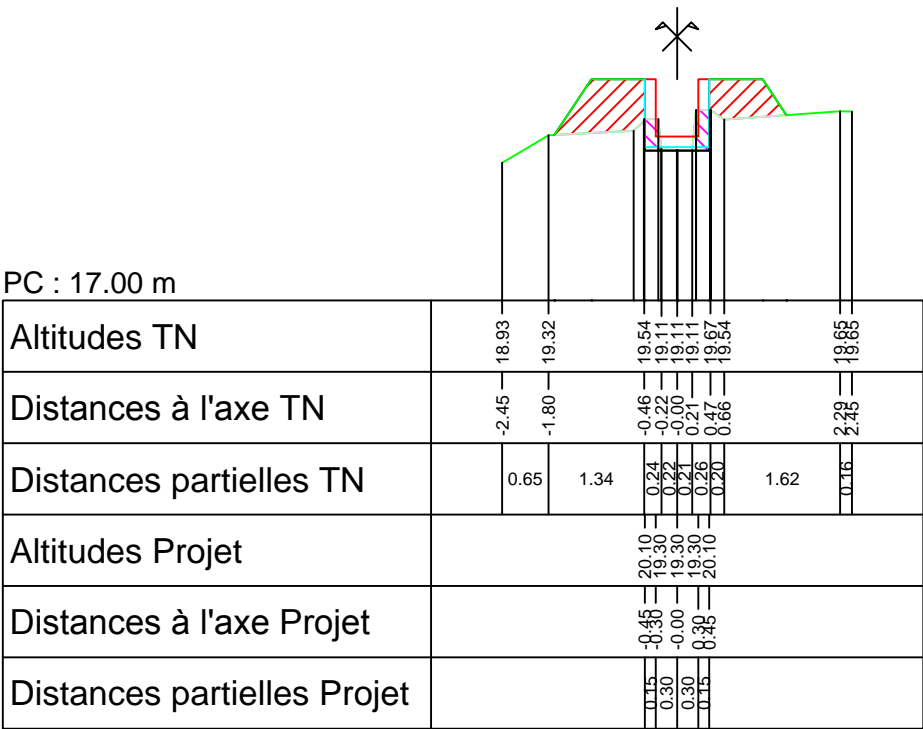 PC : 17.00 m
Altitudes TN 18.93 19.32 19.54 19.11 19.11 19.11 19.67 19.54 19.65 19.65
Distances à l'axe TN -2.45 -1.80 -0.46 -0.22 -0.00 0.21 0.47 0.66 2.29 2.45
Distances partielles TN 0.65 1.34 0.24 0.22 0.21 0.26 0.20 1.62 0.16
Altitudes Projet 20.10 19.30 19.30 19.30 20.10
Distances à l'axe Projet -0.45 -0.30 -0.00 0.30 0.45
Distances partielles Projet 0.15 0.30 0.30 0.15